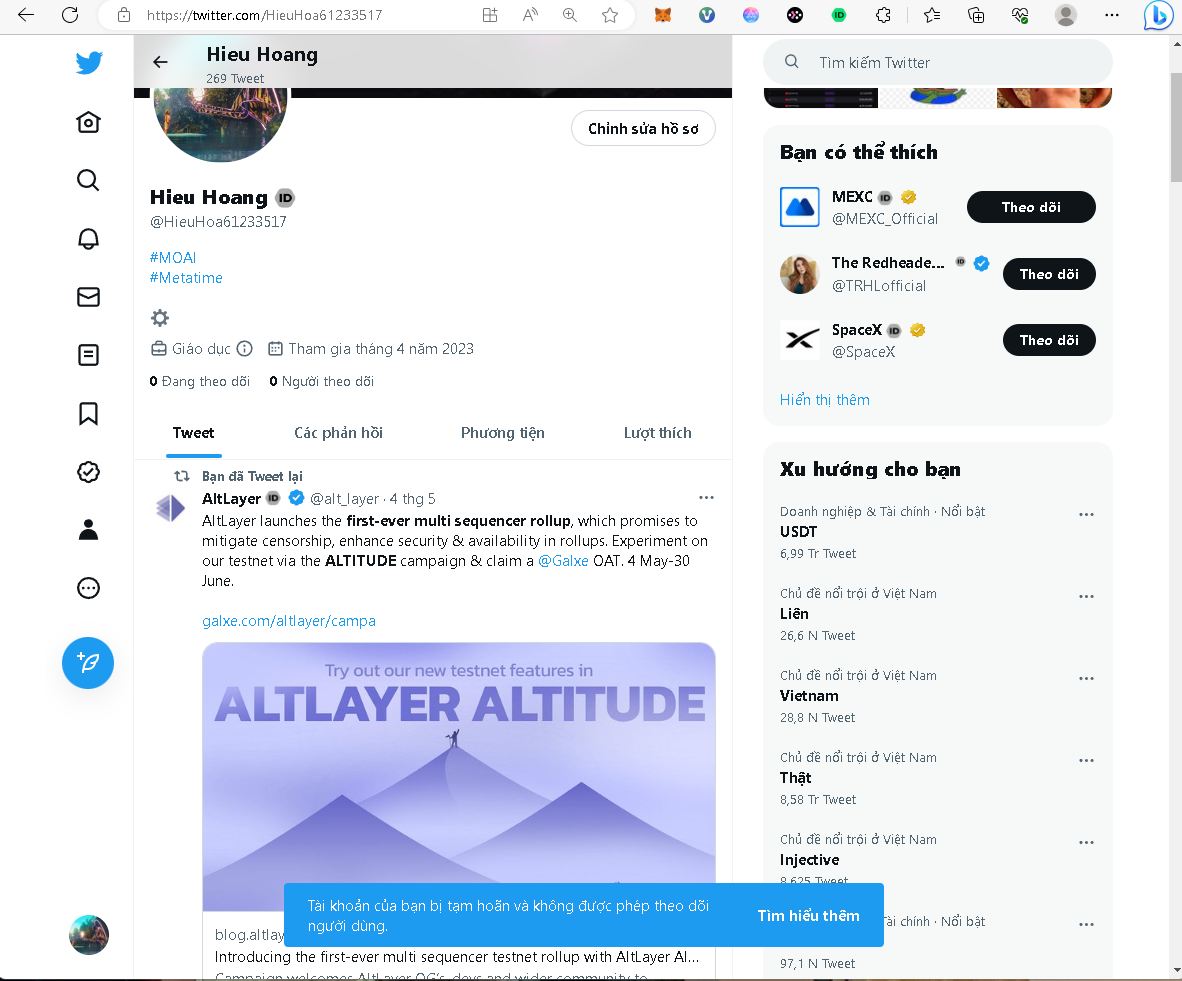 https://twitter.com/HieuHoa61233517
Hieu Hoang
269 Tweet
Chỉnh sửa hồ sơ
Hieu Hoang ID
@HieuHoa61233517
#MOAI
#Metatime
Giáo dục
Tham gia tháng 4 năm 2023
0 Đang theo dõi
0 Người theo dõi
Tweet
Các phản hồi
Phương tiện
Lượt thích
Bạn đã Tweet lại
AltLayer ID @alt_layer · 4 thg 5
AltLayer launches the first-ever multi sequencer rollup, which promises to
mitigate censorship, enhance security & availability in rollups. Experiment on
our testnet via the ALTITUDE campaign & claim a @Galxe OAT. 4 May-30
June.
galxe.com/altlayer/campa
Try out our new testnet features in
ALTLAYER ALTITUDE
blog.altlay
Introducing the first-ever multi sequencer testnet rollup with AltLayer Al...
Campaign welcomes AltLayer OG's, devs and wider community to
Tài khoản của bạn bị tạm hoãn và không được phép theo dõi
người dùng.
Tìm hiểu thêm
Tìm kiếm Twitter
Bạn có thể thích
MEXC ID
@MEXC_Official
Theo dõi
The Redheade... ID
@TRHLofficial
Theo dõi
SpaceX ID
@SpaceX
Theo dõi
Hiển thị thêm
Xu hướng cho bạn
Doanh nghiệp & Tài chính · Nổi bật
USDT
6,99 Tr Tweet
Chủ đề nổi trội ở Việt Nam
Liên
26,6 N Tweet
Chủ đề nổi trội ở Việt Nam
Vietnam
28,8 N Tweet
Chủ đề nổi trội ở Việt Nam
Thật
8,58 Tr Tweet
Chủ đề nổi trội ở Việt Nam
Injective
8.625 Tweet
Tài chính · Nổi bật
97,1 N Tweet